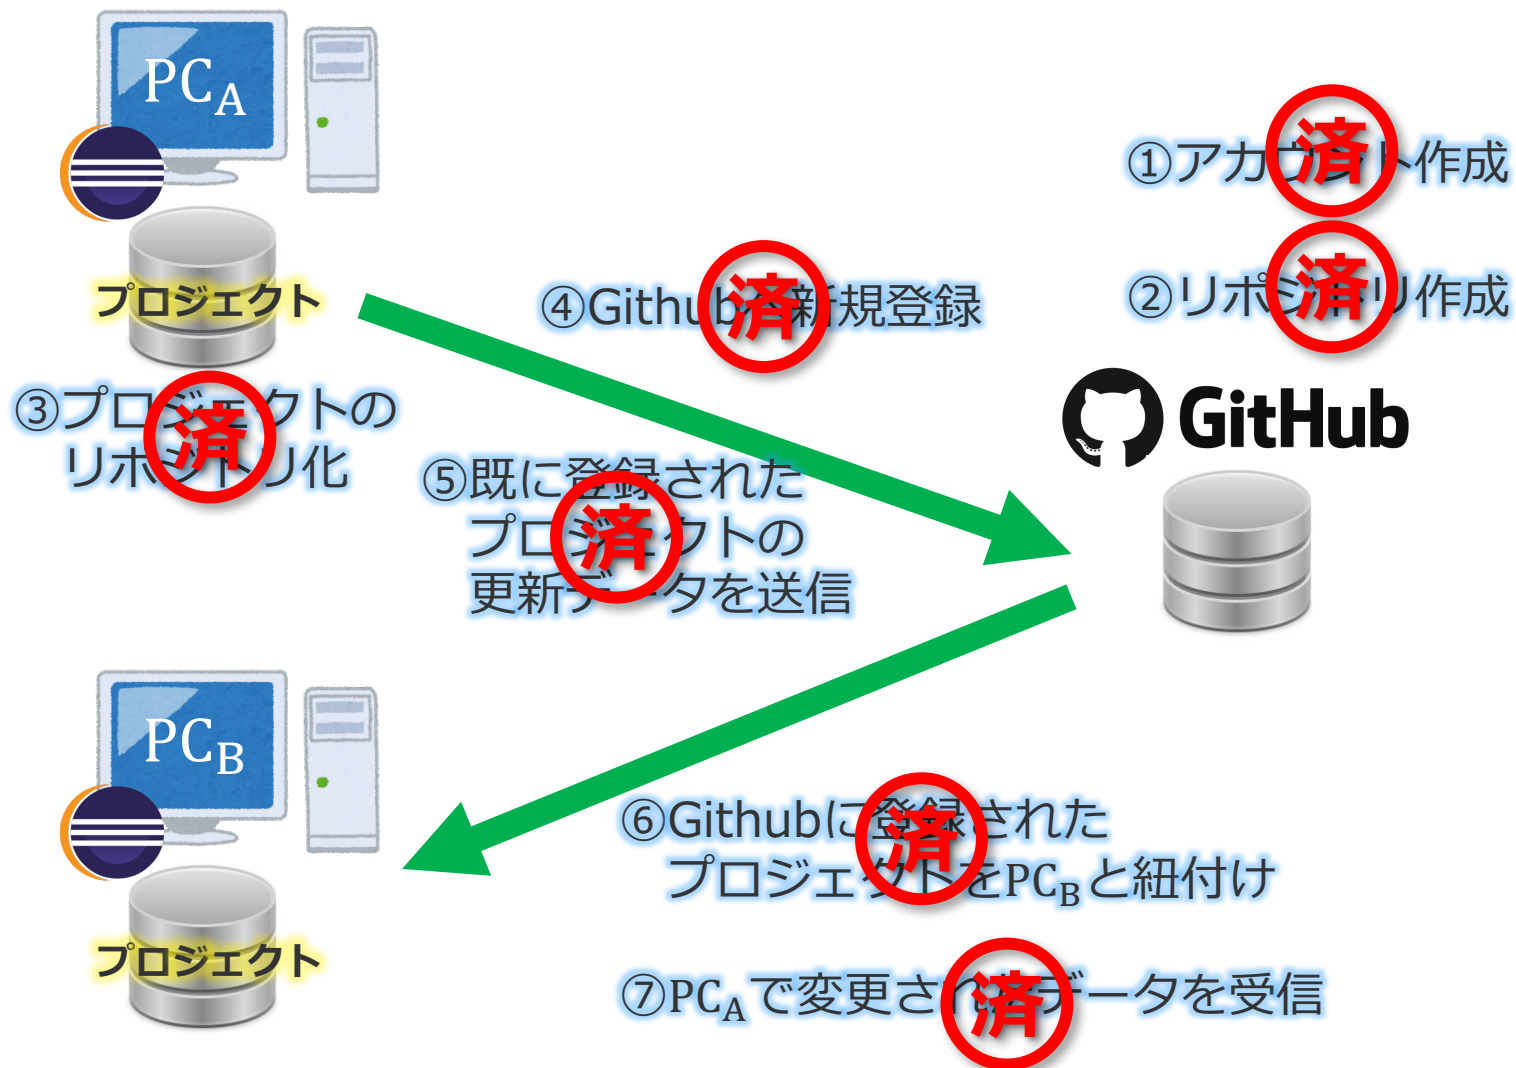 PCA
プロジェクト
③プロジェクトの
リポジトリ化
済
④Githubへ新規登録
済
①アカウント作成
済
②リポジトリ作成
済
GitHub
⑤既に登録された
プロジェクトの
更新データを送信
済
PCB
プロジェクト
⑥Githubに登録された
プロジェクトをPCBと紐付け
済
⑦PCAで変更されたデータを受信
済